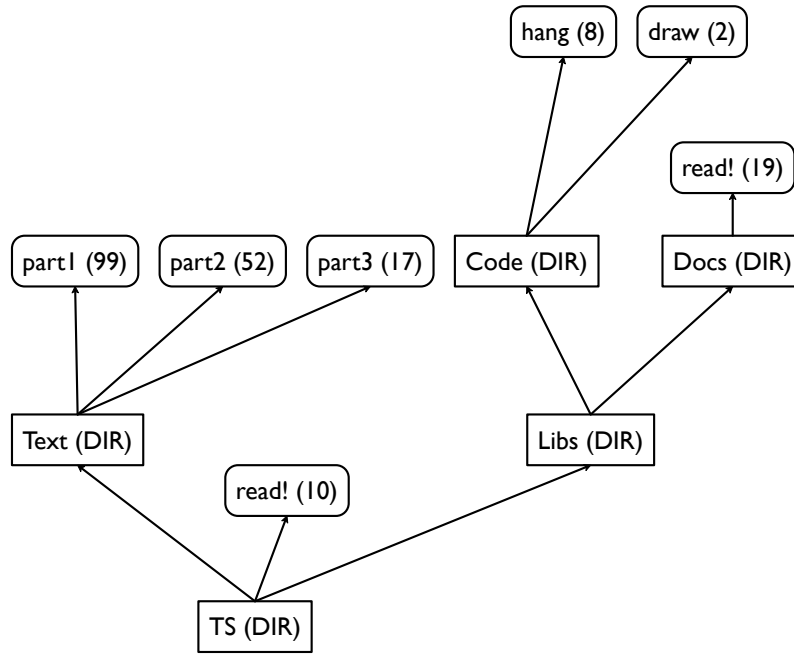 hang (8)
draw (2)
read! (19)
part1 (99)
part2 (52)
part3 (17)
Code (DIR)
Docs (DIR)
Text (DIR)
Libs (DIR)
read! (10)
TS (DIR)